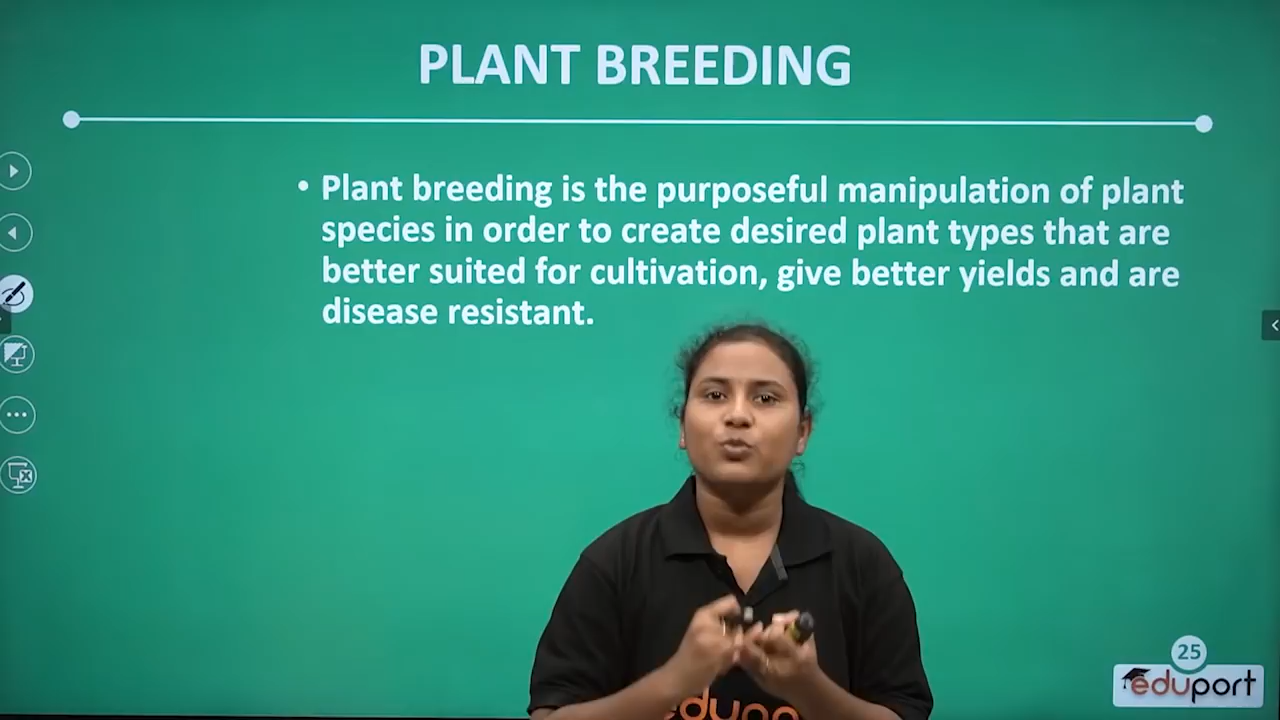 PLANT BREEDING
• Plant breeding is the purposeful manipulation of plant
species in order to create desired plant types that are
better suited for cultivation, give better yields and are
disease resistant.
25
eduport